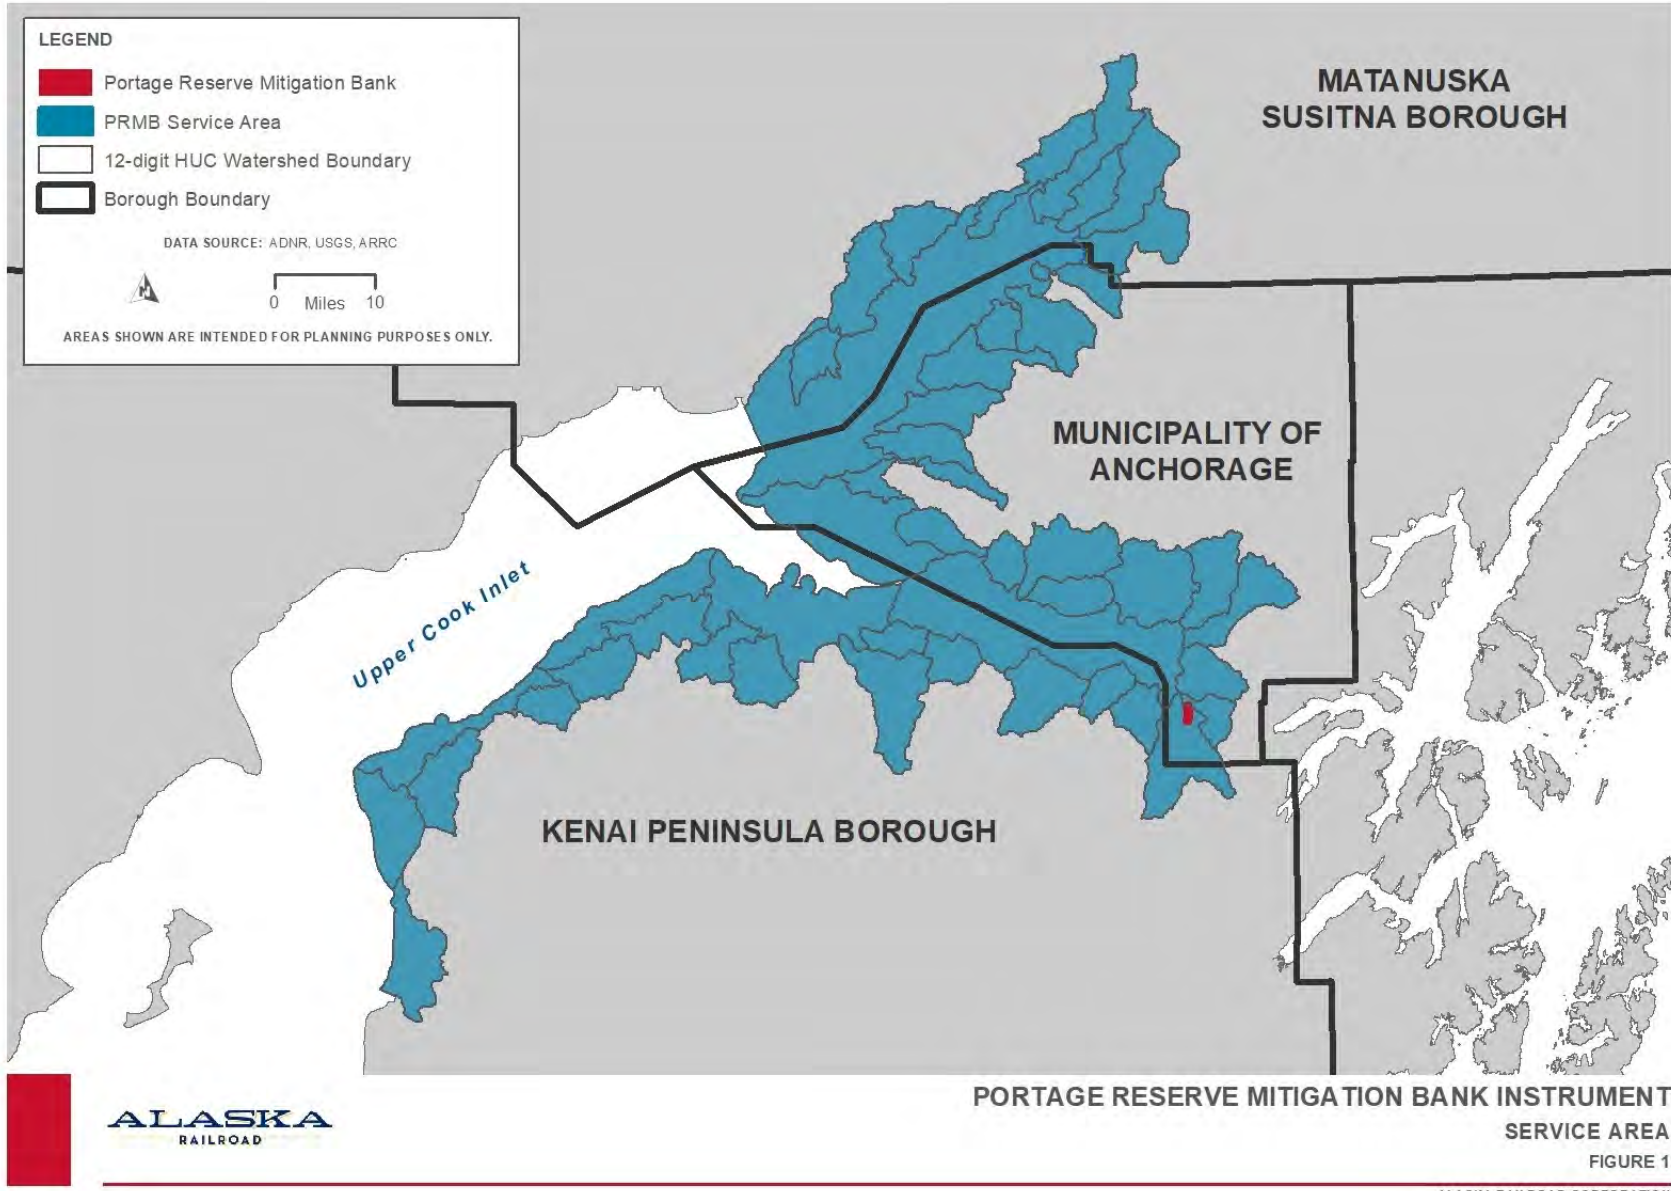 LEGEND
Portage Reserve Mitigation Bank
PRMB Service Area
12-digit HUC Watershed Boundary
Borough Boundary
DATA SOURCE: ADNR, USGS, ARRC
0 Miles 10
AREAS SHOWN ARE INTENDED FOR PLANNING PURPOSES ONLY.
MATANUSKA
SUSITNA BOROUGH
MUNICIPALITY OF
ANCHORAGE
Upper Cook Inlet
KENAI PENINSULA BOROUGH
ALASKA
RAILROAD
PORTAGE RESERVE MITIGATION BANK INSTRUMENT
SERVICE AREA
FIGURE 1